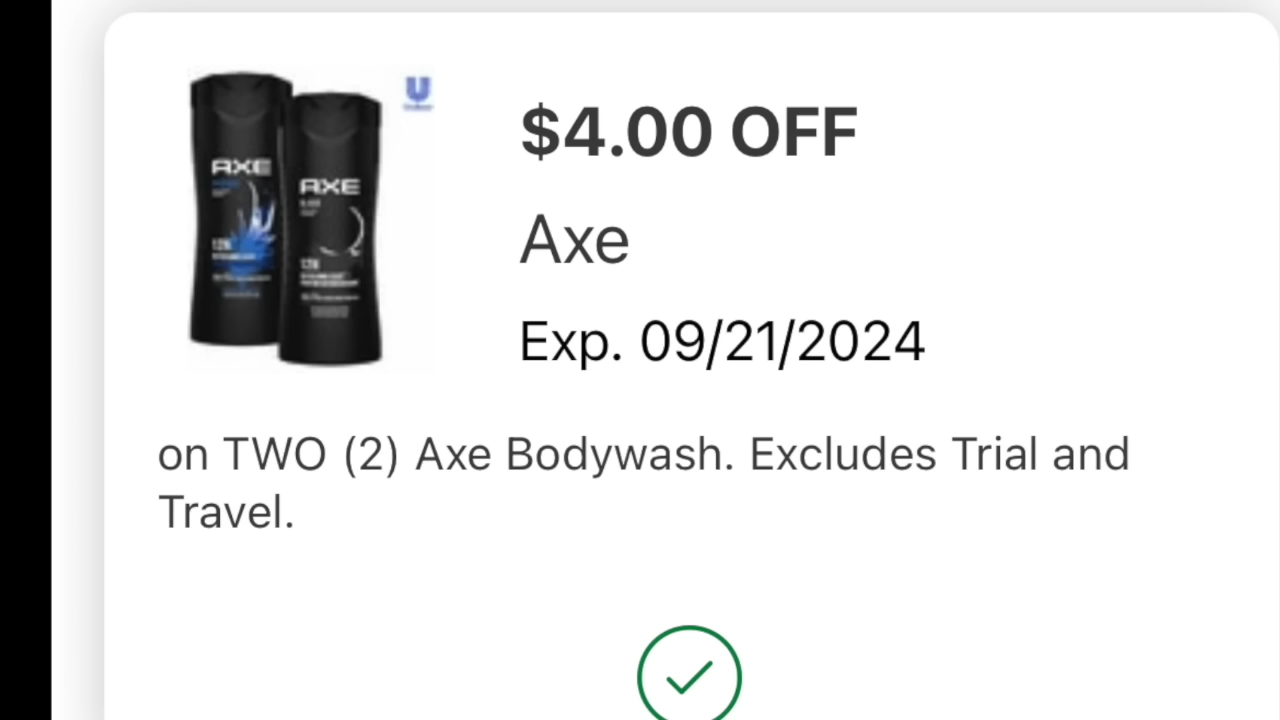 AXE
AXE
$4.00 OFF
Axe
Exp. 09/21/2024
on TWO (2) Axe Bodywash. Excludes Trial and
Travel.